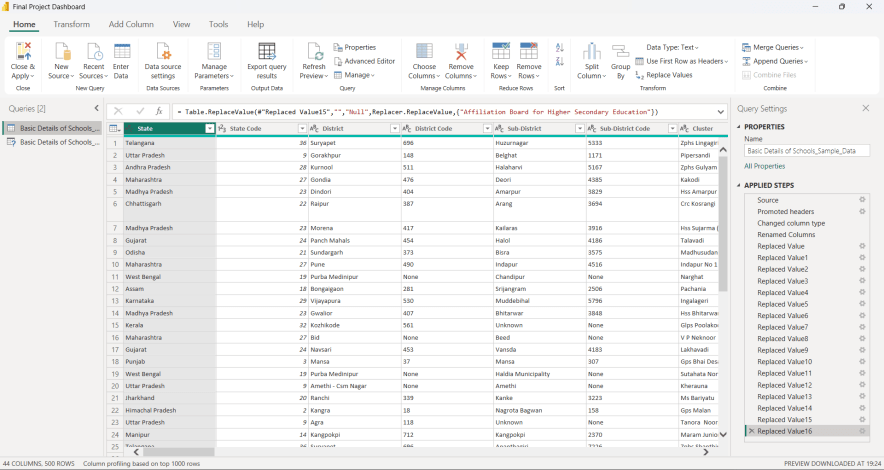 Final Project Dashboard
Home Transform Add Column View Tools Help
Close & Apply
New Source
Recent Sources
Enter Data
Data source settings
Manage Parameters
Export query results
Refresh Preview
Properties
Advanced Editor
Manage
Choose Columns
Remove Columns
Keep Rows
Remove Rows
Split Column
Group By
Data Type: Text
Use First Row as Headers
Replace Values
Merge Queries
Append Queries
Combine Files
Close New Query Data Sources Parameters Output Data Query Manage Columns Reduce Rows Sort Transform Combine
Queries [2]
Basic Details of Schools_...
Basic Details of Schools_...
= Table.ReplaceValue(#"Replaced Value15","","Null",Replacer.ReplaceValue,{"Affiliation Board for Higher Secondary Education"})
State State Code District District Code Sub-District Sub-District Code Cluster
1 Telangana 36 Suryapet 696 Huzurnagar 5333 Zphs Lingagir
2 Uttar Pradesh 9 Gorakhpur 148 Belghat 1171 Pipersandi
3 Andhra Pradesh 28 Kurnool 511 Halaharvi 5167 Zphs Gulyam
4 Maharashtra 27 Gondia 476 Deori 4385 Kakodi
5 Madhya Pradesh 23 Dindori 404 Amarpur 3829 Hss Amarpur
6 Chhattisgarh 22 Raipur 387 Arang 3694 Crc Kosrangi
7 Madhya Pradesh 23 Morena 417 Kailaras 3916 Hss Sujarma (
8 Gujarat 24 Panch Mahals 454 Halol 4186 Talavadi
9 Odisha 21 Sundargarh 373 Bisra 3575 Madhusudan
10 Maharashtra 27 Pune 490 Indapur 4516 Indapur No 1
11 West Bengal 19 Purba Medinipur None Chandipur None Narghat
12 Assam 18 Bongaigaon 281 Srijangram 2506 Pachania
13 Karnataka 29 Vijayapura 530 Muddebihal 5796 Ingalageri
14 Madhya Pradesh 23 Gwalior 407 Bhitarwar 3848 Hss Bhitarwa
15 Kerala 32 Kozhikode 561 Unknown None Glps Poolako
16 Maharashtra 27 Bid None Beed None V P Neknoor
17 Gujarat 24 Navsari 453 Vansda 4183 Lakhavadi
18 Punjab 3 Mansa 37 Mansa 307 Gps Bhai Des
19 West Bengal 19 Purba Medinipur None Haldia Municipality None Sutahata Nor
20 Uttar Pradesh 9 Amethi - Csm Nagar None Amethi None Kherauna
21 Jharkhand 20 Ranchi 339 Kanke 3223 Ms Bariyatu
22 Himachal Pradesh 2 Kangra 18 Nagrota Bagwan 158 Gps Malan
23 Uttar Pradesh 9 Agra 118 Unknown None Tanora Noor
24 Manipur 14 Kangpokpi 712 Kangpokpi 2370 Maram Junio
25 Telangana 36 Suryapet 696 Ananthagiri 7226
Query Settings
PROPERTIES
Name
Basic Details of Schools_Sample_Data
All Properties
APPLIED STEPS
Source
Promoted headers
Changed column type
Renamed Columns
Replaced Value
Replaced Value1
Replaced Value2
Replaced Value3
Replaced Value4
Replaced Value5
Replaced Value6
Replaced Value7
Replaced Value8
Replaced Value9
Replaced Value10
Replaced Value11
Replaced Value12
Replaced Value13
Replaced Value14
Replaced Value15
Replaced Value16
44 COLUMNS, 500 ROWS Column profiling based on top 1000 rows PREVIEW DOWNLOADED AT 19:24